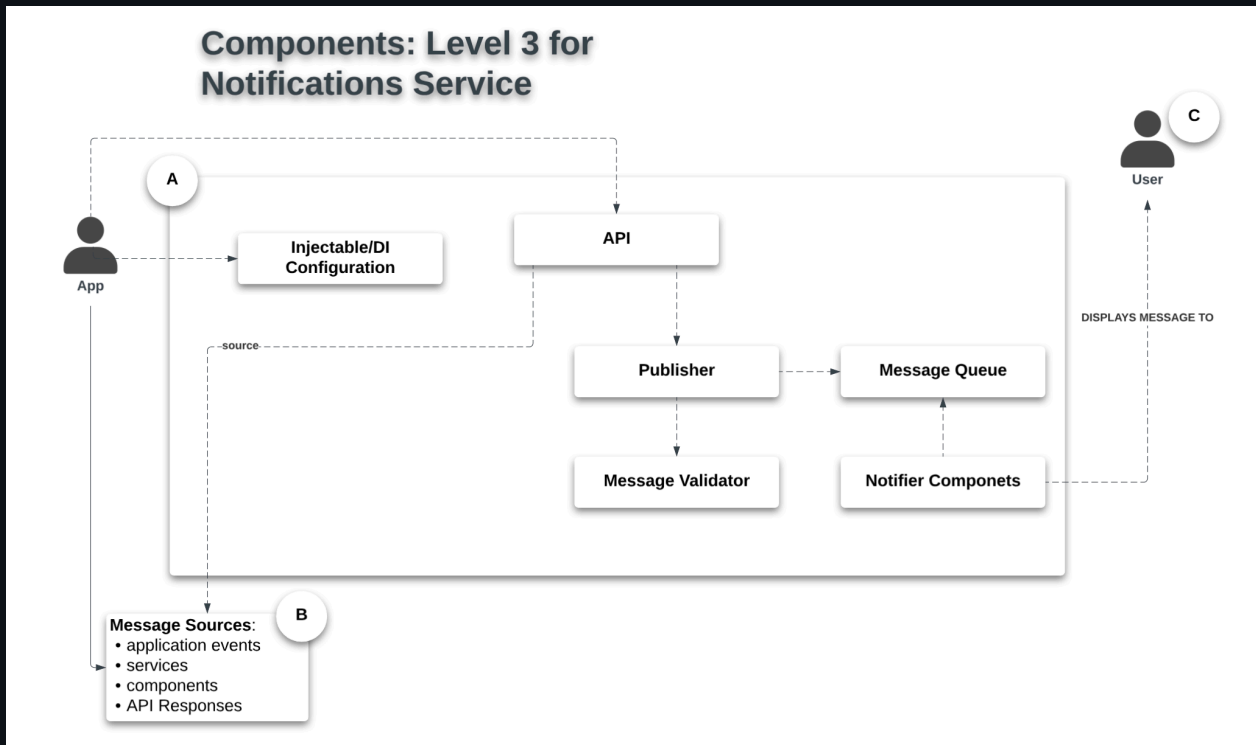 Components: Level 3 for
Notifications Service
C
User
A
API
Injectable/DI
Configuration
App
DISPLAYS MESSAGE TO
source
Publisher
Message Queue
Message Validator
Notifier Componets
B
Message Sources:
• application events
• services
• components
• API Responses